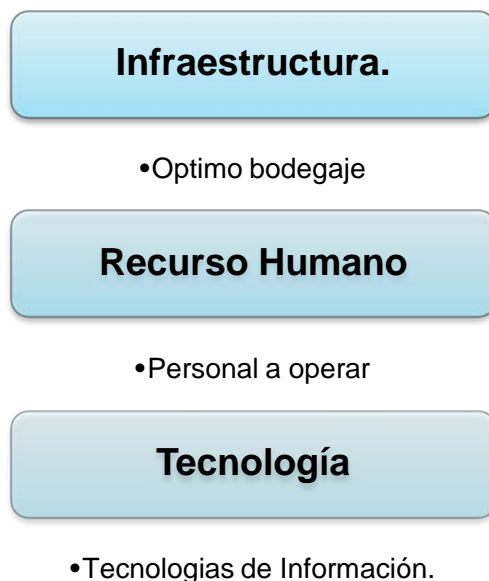 Infraestructura.
•Optimo bodegaje
Recurso Humano
•Personal a operar
Tecnología
•Tecnologias de Información.